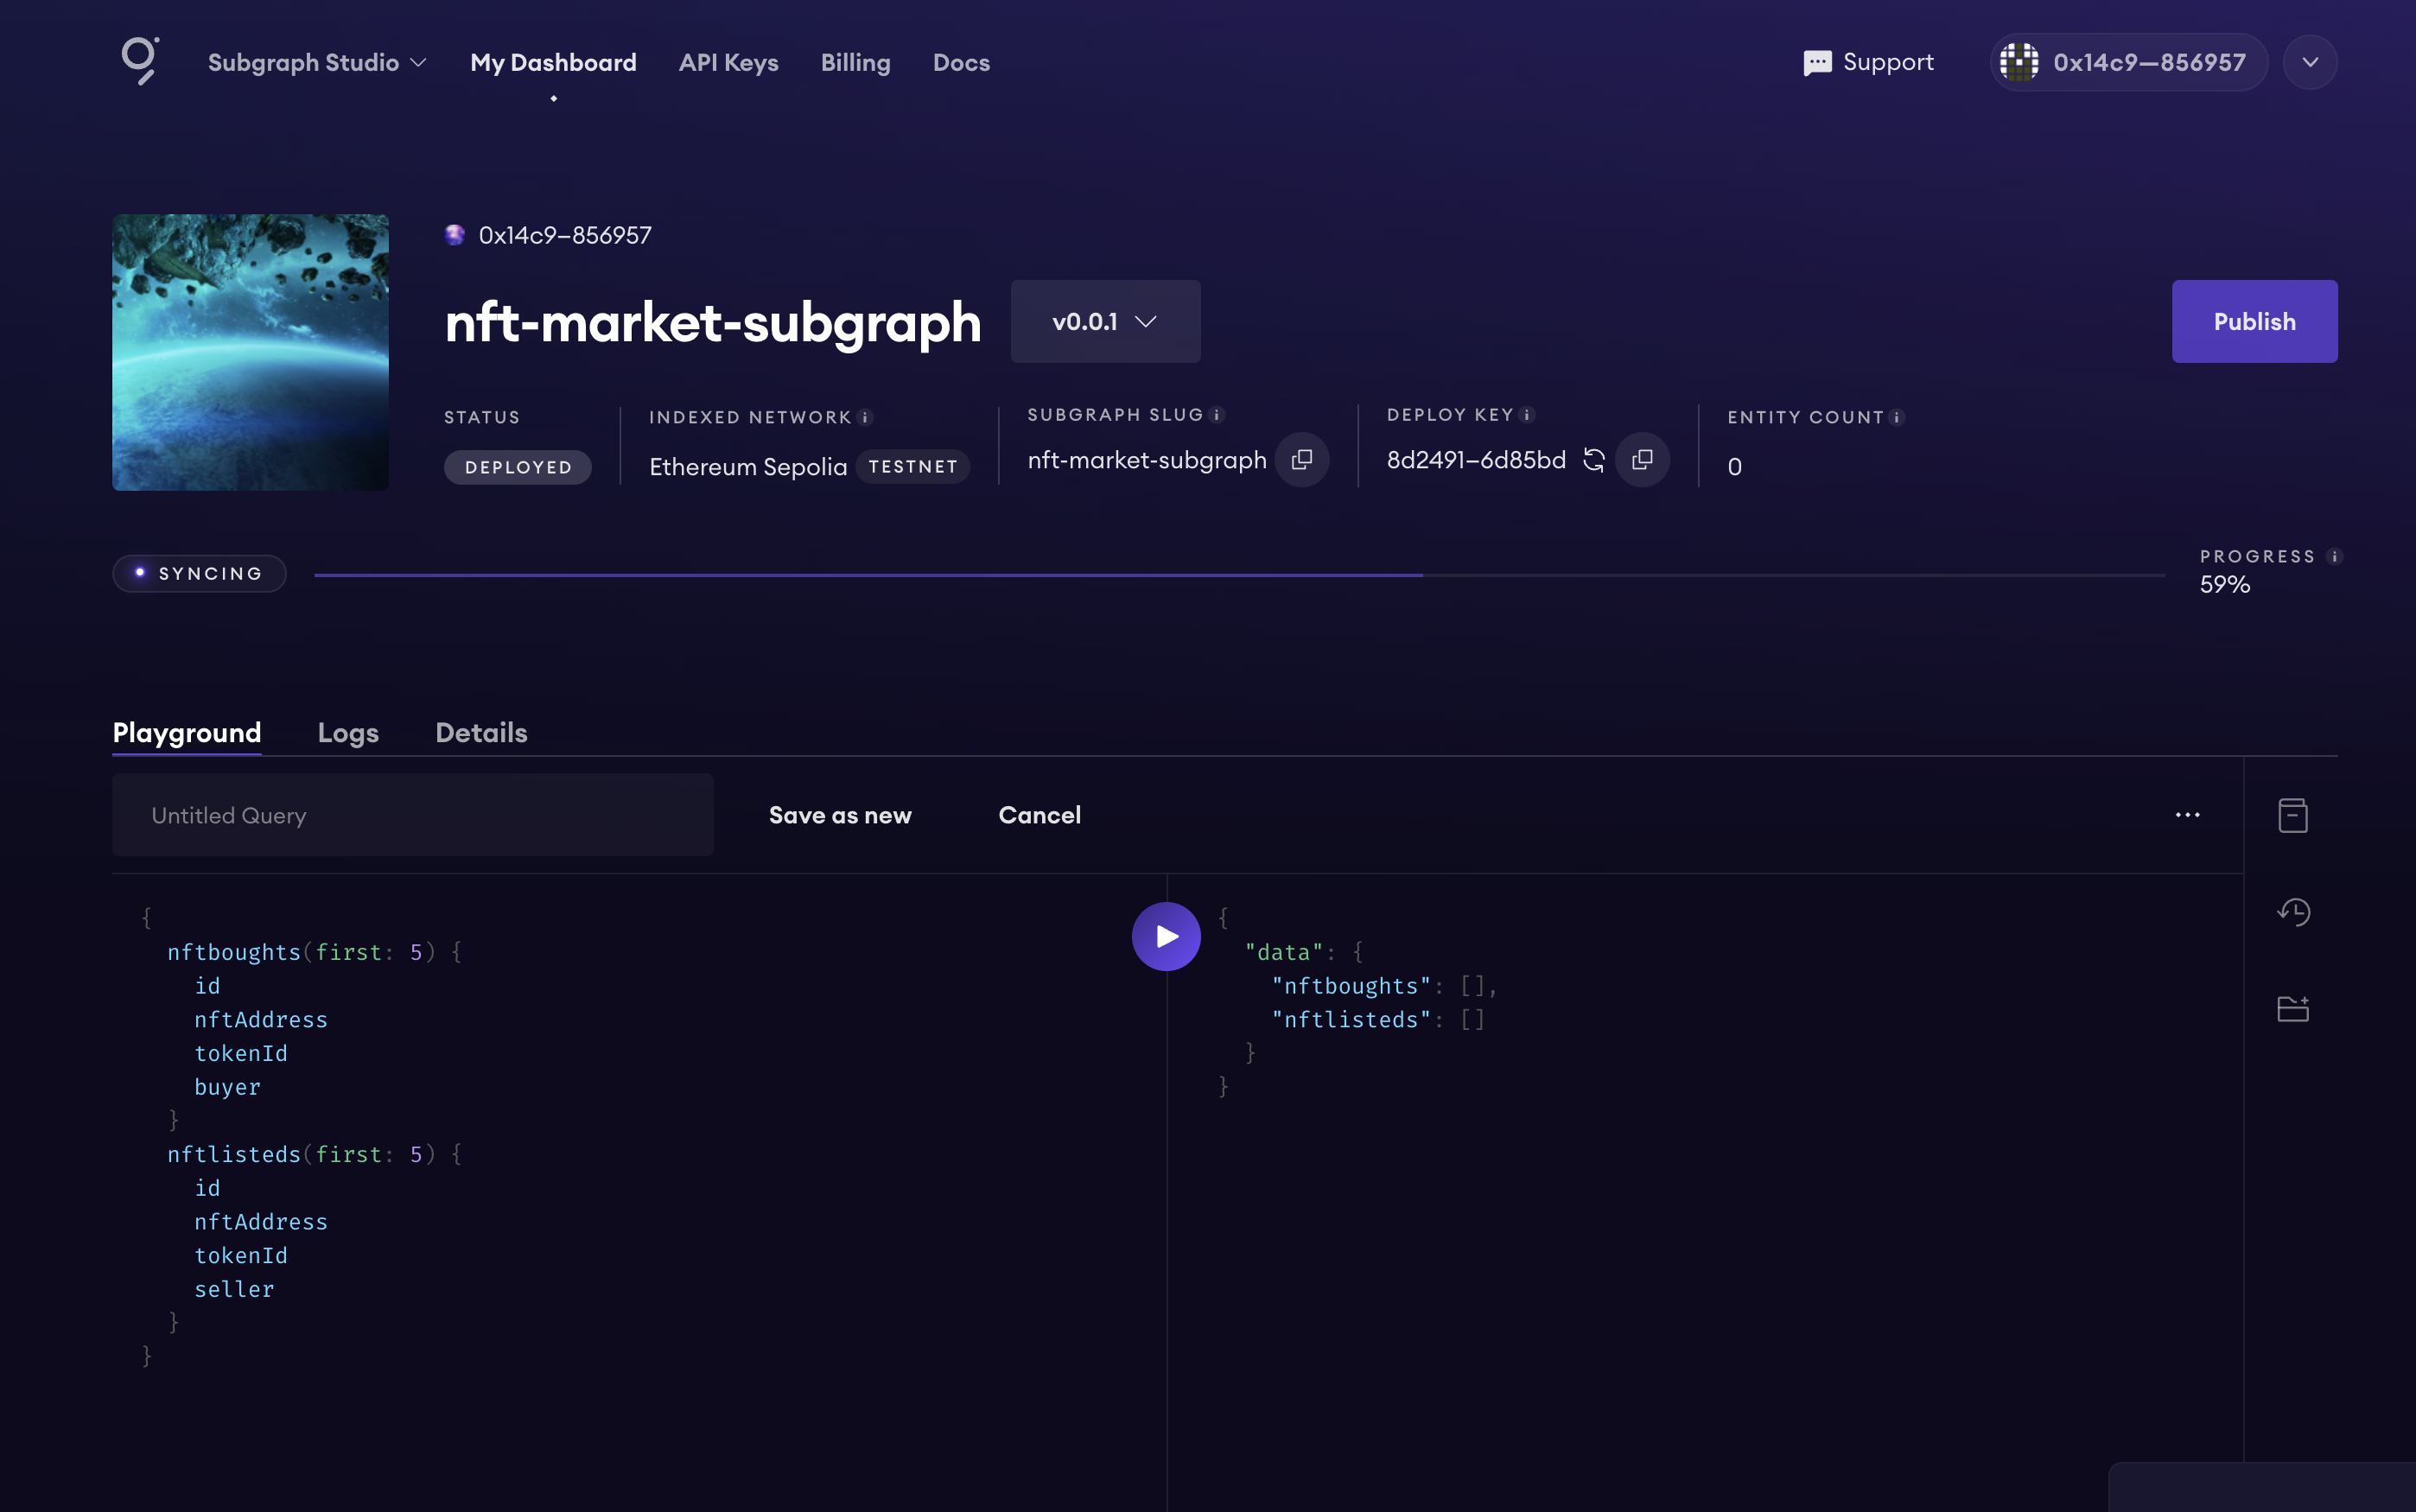 Subgraph Studio My Dashboard API Keys Billing Docs Support 0x14c9—856957
0x14c9—856957
nft-market-subgraph v0.0.1 Publish
STATUS INDEXED NETWORK SUBGRAPH SLUG DEPLOY KEY ENTITY COUNT
DEPLOYED Ethereum Sepolia TESTNET nft-market-subgraph 8d2491—6d85bd 0
SYNCING PROGRESS
59%
Playground Logs Details
Untitled Query Save as new Cancel
{
nftboughts(first: 5) {
id
nftAddress
tokenId
buyer
}
nftlisteds(first: 5) {
id
nftAddress
tokenId
seller
}
}
{
"data": {
"nftboughts": [],
"nftlisteds": []
}
}